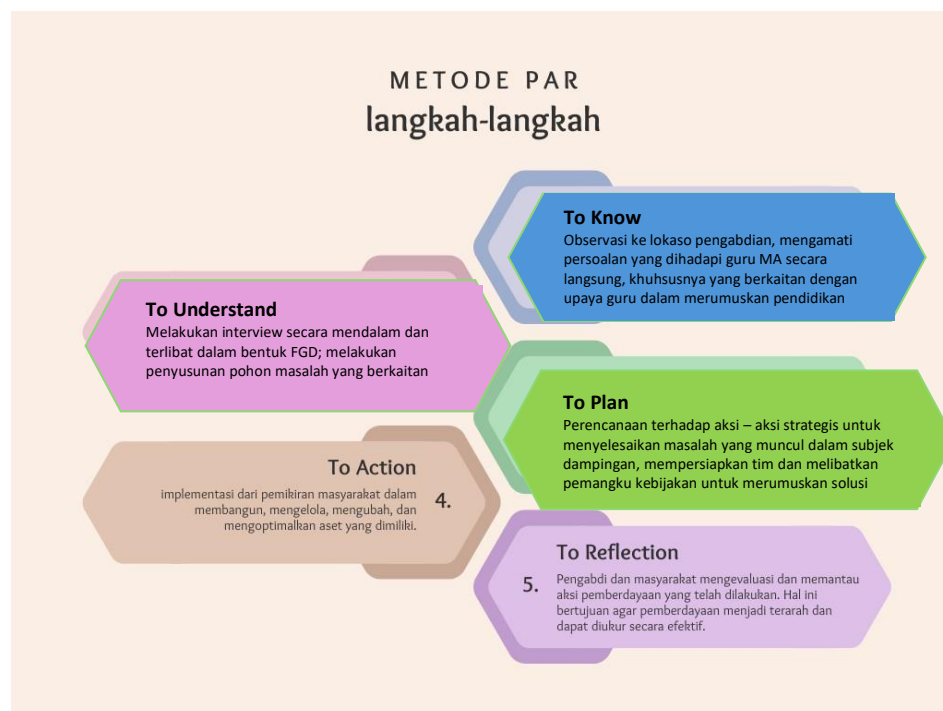 METODE PAR
langkah-langkah
To Know
Observasi ke lokaso pengabdian, mengamati
persoalan yang dihadapi guru MA secara
langsung, khuhsusnya yang berkaitan dengan
upaya guru dalam merumuskan pendidikan
To Understand
Melakukan interview secara mendalam dan
terlibat dalam bentuk FGD; melakukan
penyusunan pohon masalah yang berkaitan
To Plan
Perencanaan terhadap aksi – aksi strategis untuk
menyelesaikan masalah yang muncul dalam subjek
dampingan, mempersiapkan tim dan melibatkan
pemangku kebijakan untuk merumuskan solusi
To Action
implementasi dari pemikiran masyarakat dalam
membangun, mengelola, mengubah, dan
mengoptimalkan aset yang dimiliki.
4.
To Reflection
5.
Pengabdi dan masyarakat mengevaluasi dan memantau
aksi pemberdayaan yang telah dilakukan. Hal ini
bertujuan agar pemberdayaan menjadi terarah dan
dapat diukur secara efektif.